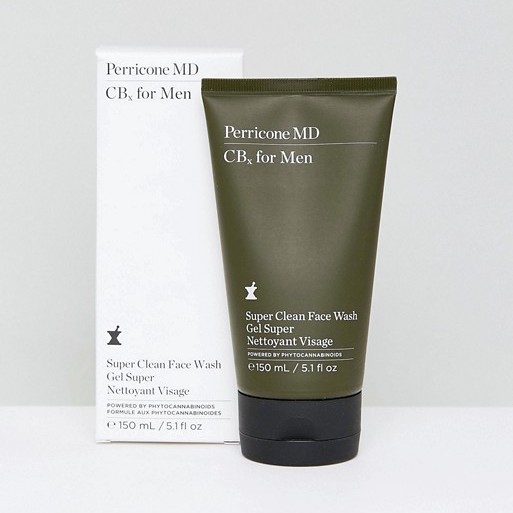 Perricone MD
CBx for Men
Super Clean Face Wash
Gel Super
Nettoyant Visage
POWERED BY PHYTOCANNABINOIDS
FORMULE AUX PHYTOCANNABINOIDES
℮ 150 mL / 5.1 fl oz
Perricone MD
CBx for Men
Super Clean Face Wash
Gel Super
Nettoyant Visage
POWERED BY PHYTOCANNABINOIDS
℮ 150 mL / 5.1 fl oz